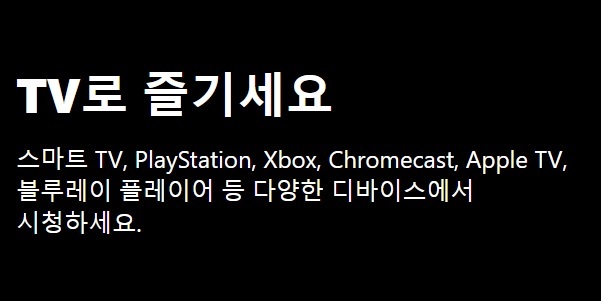 TV로 즐기세요
스마트 TV, PlayStation, Xbox, Chromecast, Apple TV,
블루레이 플레이어 등 다양한 디바이스에서
시청하세요.